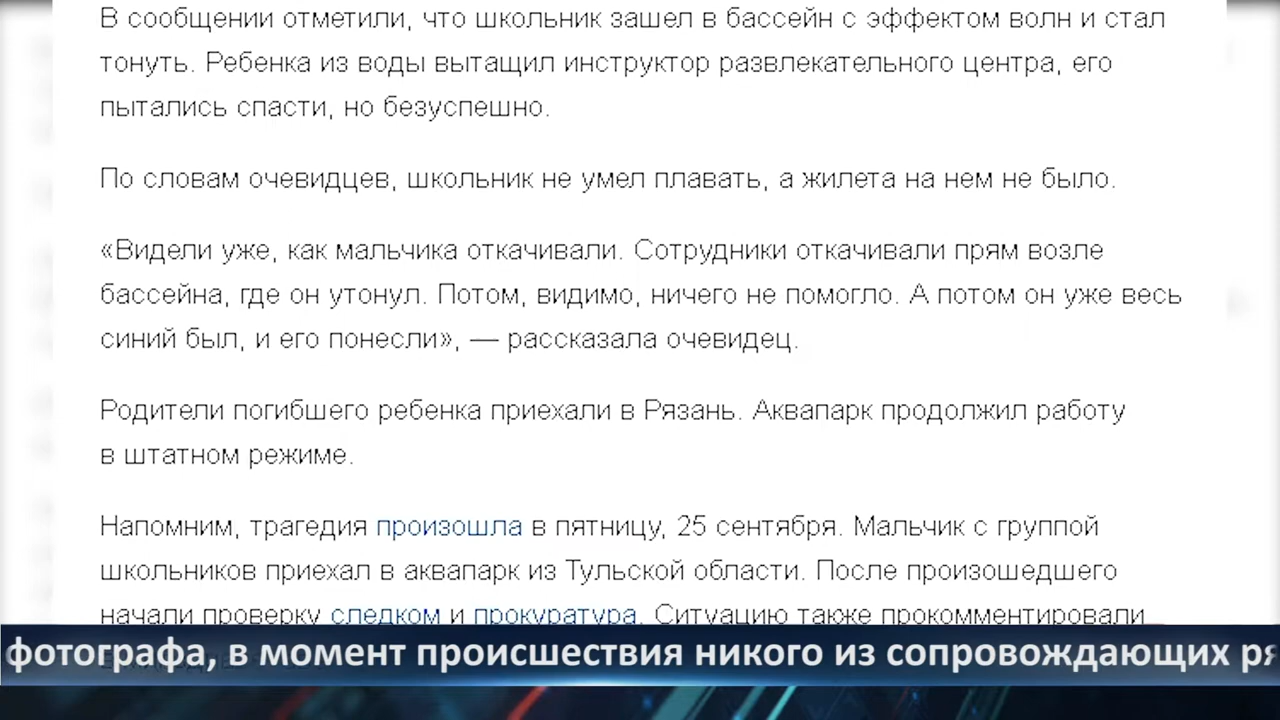 В сообщении отметили, что школьник зашел в бассейн с эффектом волн и стал
тонуть. Ребенка из воды вытащил инструктор развлекательного центра, его
пытались спасти, но безуспешно.
По словам очевидцев, школьник не умел плавать, а жилета на нем не было.
«Видели уже, как мальчика откачивали. Сотрудники откачивали прям возле
бассейна, где он утонул. Потом, видимо, ничего не помогло. А потом он уже весь
синий был, и его понесли», — рассказала очевидец.
Родители погибшего ребенка приехали в Рязань. Аквапарк продолжил работу
в штатном режиме.
Напомним, трагедия произошла в пятницу, 25 сентября. Мальчик с группой
школьников приехал в аквапарк из Тульской области. После произошедшего
начали проверку следком и прокуратура. Ситуацию также прокомментировали
фотографа, в момент происшествия никого из сопровождающих ря